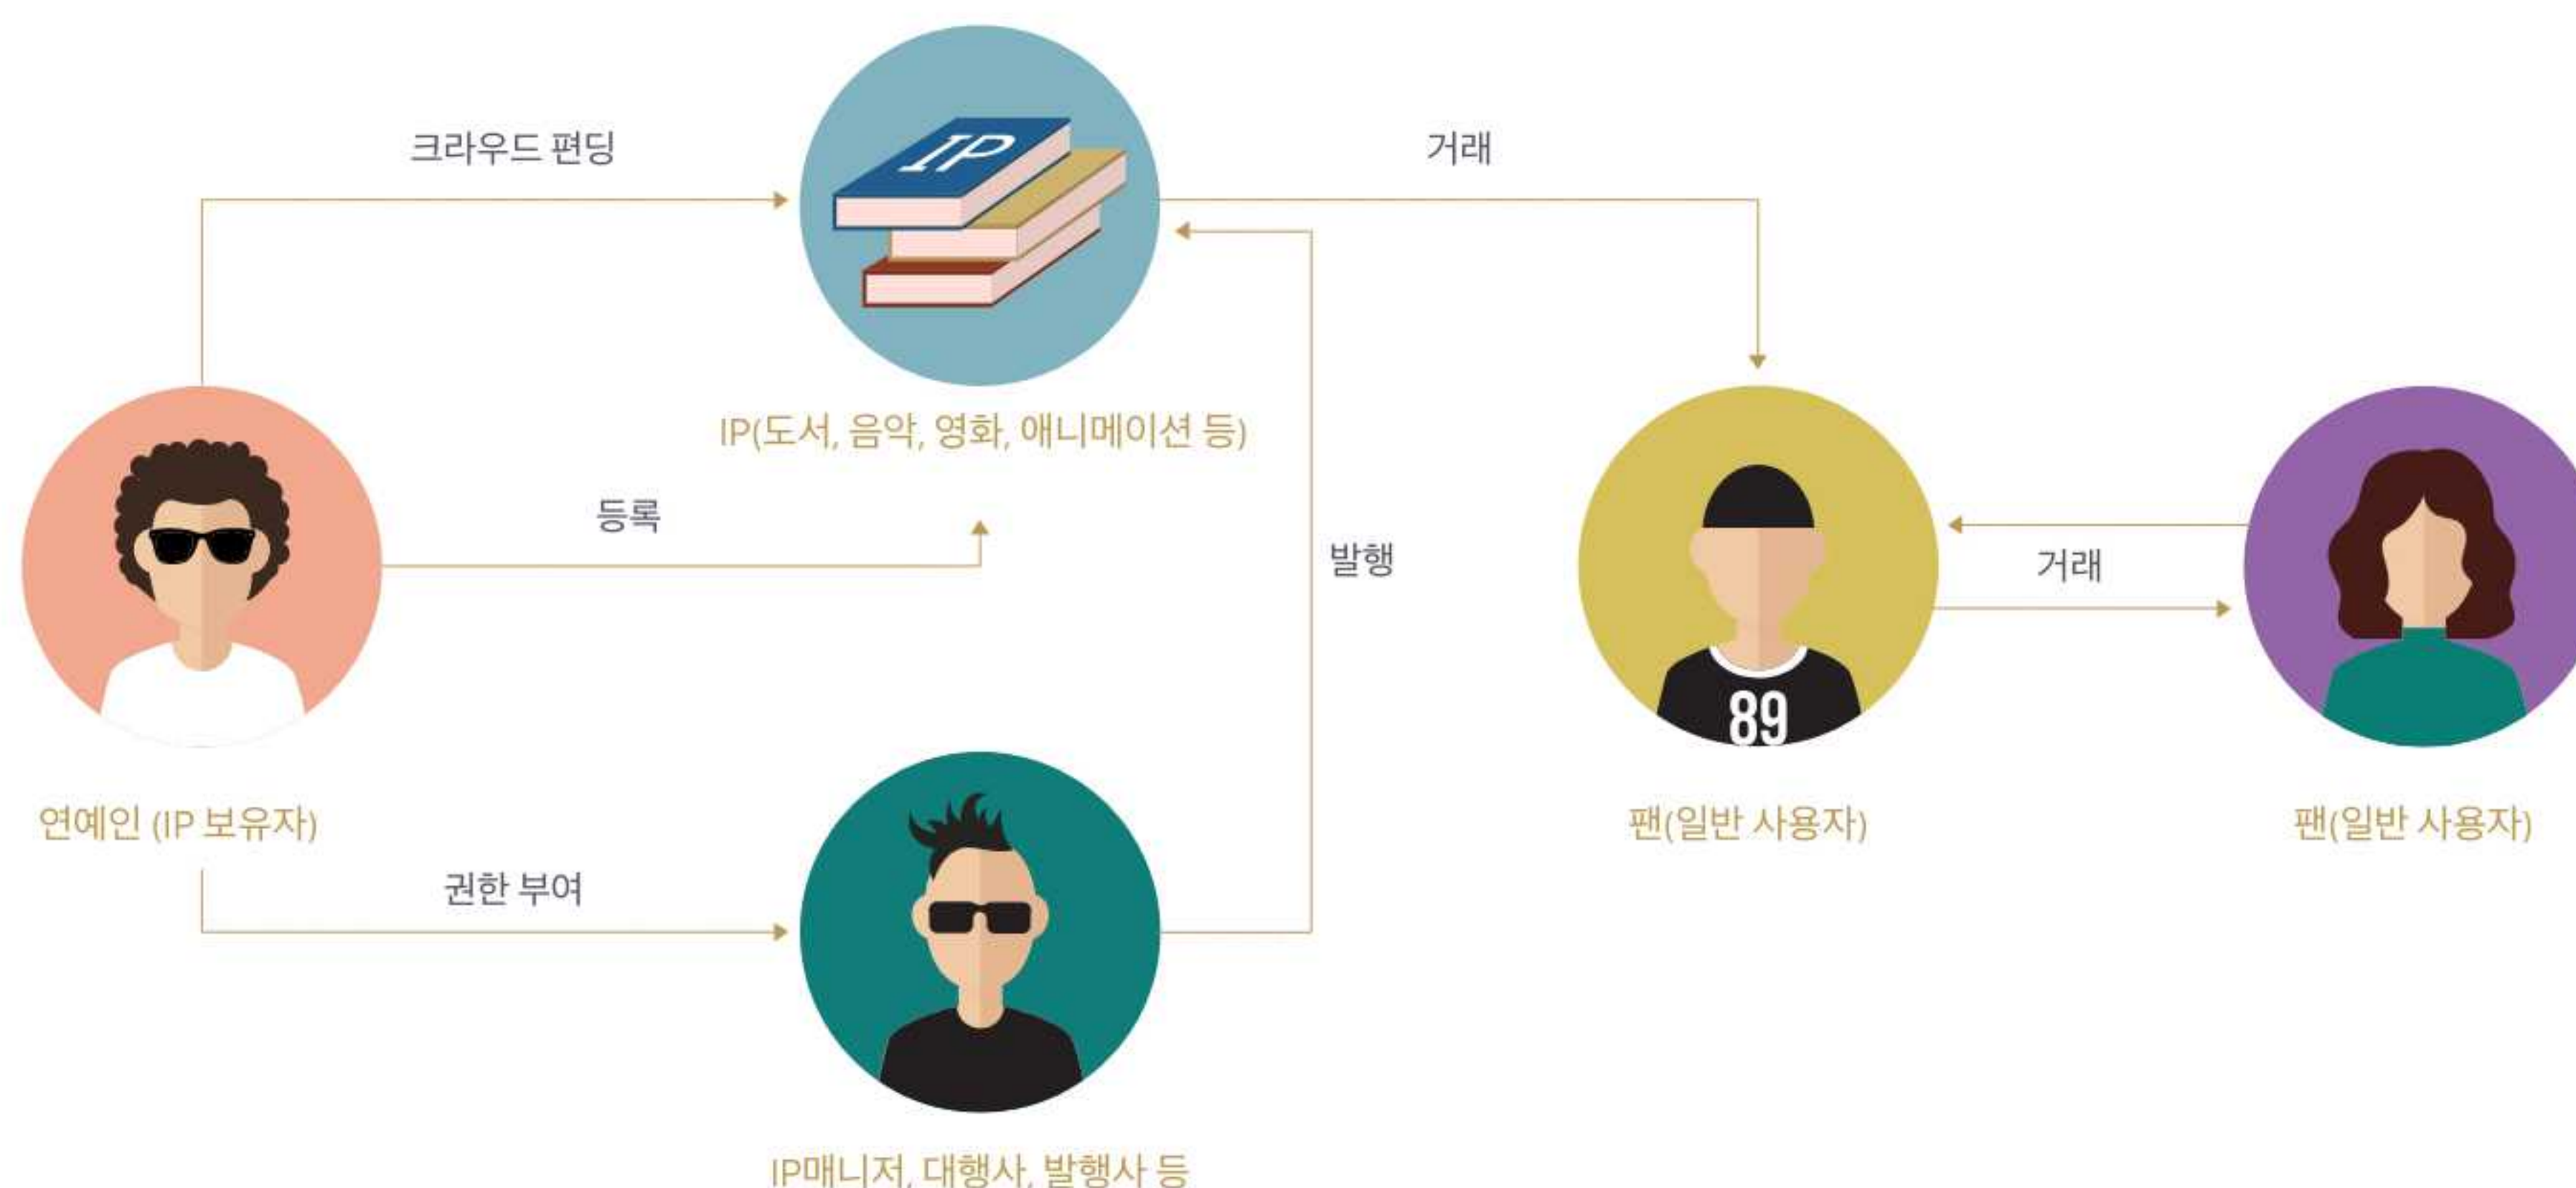 크라우드 편딩
거래
IP
IP(도서, 음악, 영화, 애니메이션 등)
등록
발행
거래
89
연예인 (IP 보유자)
팬(일반 사용자)
팬(일반 사용자)
권한 부여
IP매니저, 대행사, 발행사 등